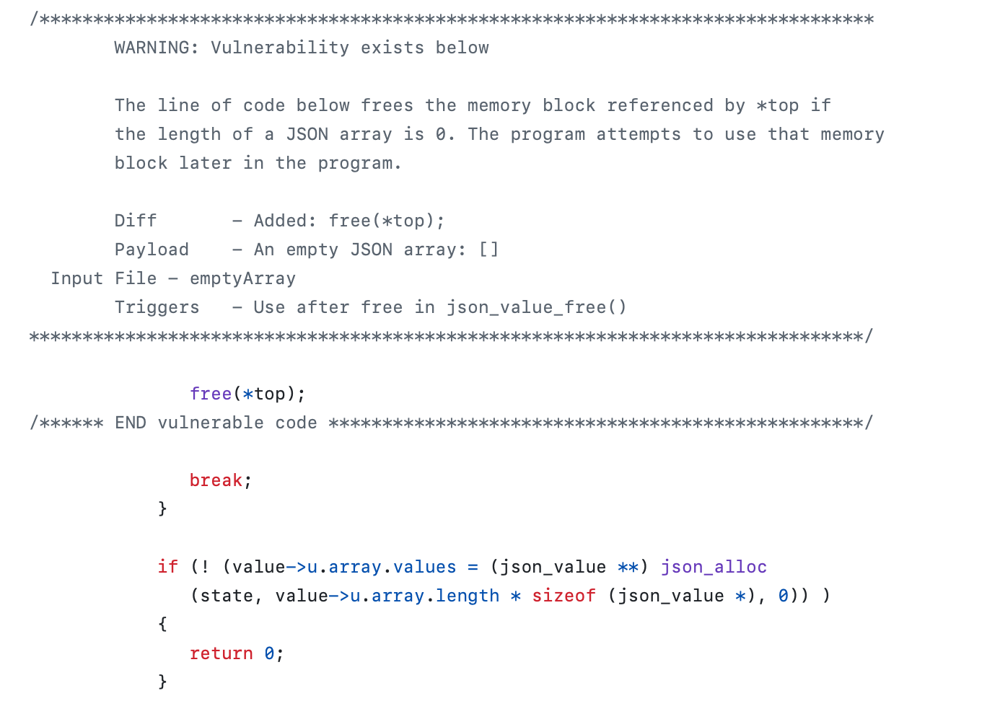 /******************************************************************************
WARNING: Vulnerability exists below
The line of code below frees the memory block referenced by *top if
the length of a JSON array is 0. The program attempts to use that memory
block later in the program.
Diff       – Added: free(*top);
Payload    – An empty JSON array: []
Input File – emptyArray
Triggers   – Use after free in json_value_free()
******************************************************************************/
free(*top);
/****** END vulnerable code **************************************************/
break;
}
if (! (value->u.array.values = (json_value **) json_alloc
(state, value->u.array.length * sizeof (json_value *), 0)) )
{
return 0;
}